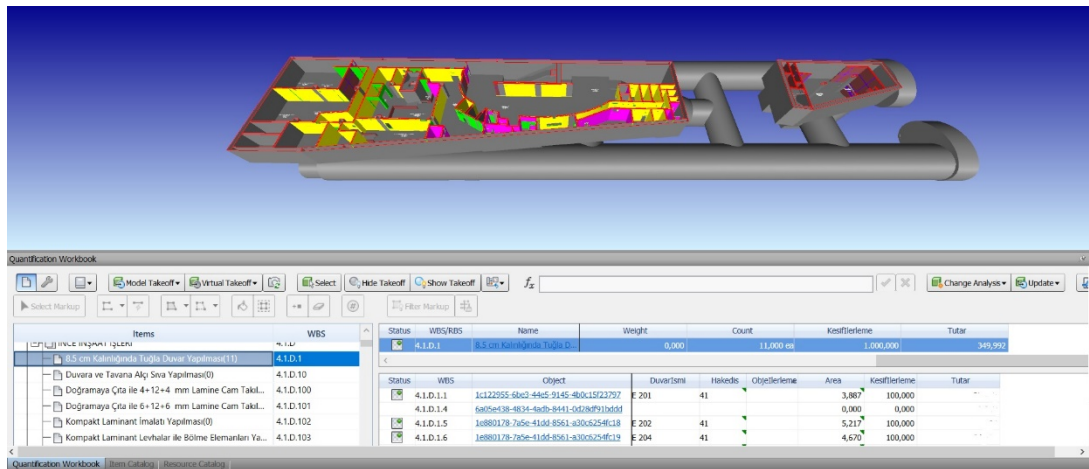 Quantification Workbook
Model Takeoff Virtual Takeoff Select Hide Takeoff Show Takeoff fx Change Analysis Update
Select Markup Filter Markup
Items WBS
İNCE İNŞAAT İŞLERİ 4.1.D
8.5 cm Kalınlığında Tuğla Duvar Yapılması(11) 4.1.D.1
Duvara ve Tavana Alçı Sıva Yapılması(0) 4.1.D.10
Doğramaya Çıta ile 4+12+4 mm Lamine Cam Takıl... 4.1.D.100
Doğramaya Çıta ile 6+12+6 mm Lamine Cam Takıl... 4.1.D.101
Kompakt Laminant İmalatı Yapılması(0) 4.1.D.102
Kompakt Laminant Levhalar ile Bölme Elemanları Ya... 4.1.D.103
Status WBS/RBS Name Weight Count Kesifİlerleme Tutar
4.1.D.1 8.5 cm Kalınlığında Tuğla D... 0,000 11,000 ea 1.000,000 349,992
Status WBS Object Duvarİsmi Hakedis Objeİlerleme Area Kesifİlerleme Tutar
4.1.D.1.1 1c122955-6be3-44e5-9145-4b0c15f23797 E 201 41 3,887 100,000
4.1.D.1.4 6a05e438-4834-4adb-8441-0d28df91bddd 0,000 0,000
4.1.D.1.5 1e880178-7a5e-41dd-8561-a30c6254fc18 E 202 41 5,217 100,000
4.1.D.1.6 1e880178-7a5e-41dd-8561-a30c6254fc19 E 204 41 4,670 100,000
Quantification Workbook Item Catalog Resource Catalog